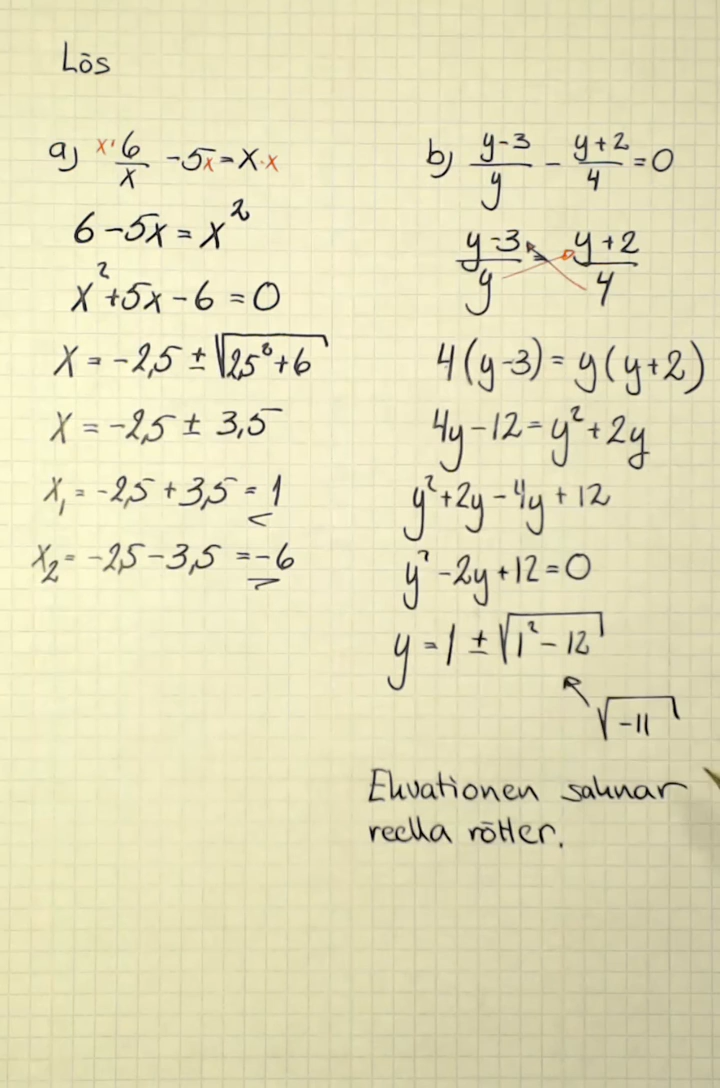 Lös
a) x· 6/x - 5x = x·x
6 - 5x = x²
x² + 5x - 6 = 0
x = -2,5 ± √(2,5² + 6)
x = -2,5 ± 3,5
x₁ = -2,5 + 3,5 = 1
x₂ = -2,5 - 3,5 = -6
b) (y-3)/y - (y+2)/4 = 0
(y-3)/y = (y+2)/4
4(y-3) = y(y+2)
4y - 12 = y² + 2y
y² + 2y - 4y + 12
y² - 2y + 12 = 0
y = 1 ± √(1² - 12)
√-11
Ekvationen saknar
reella rötter.